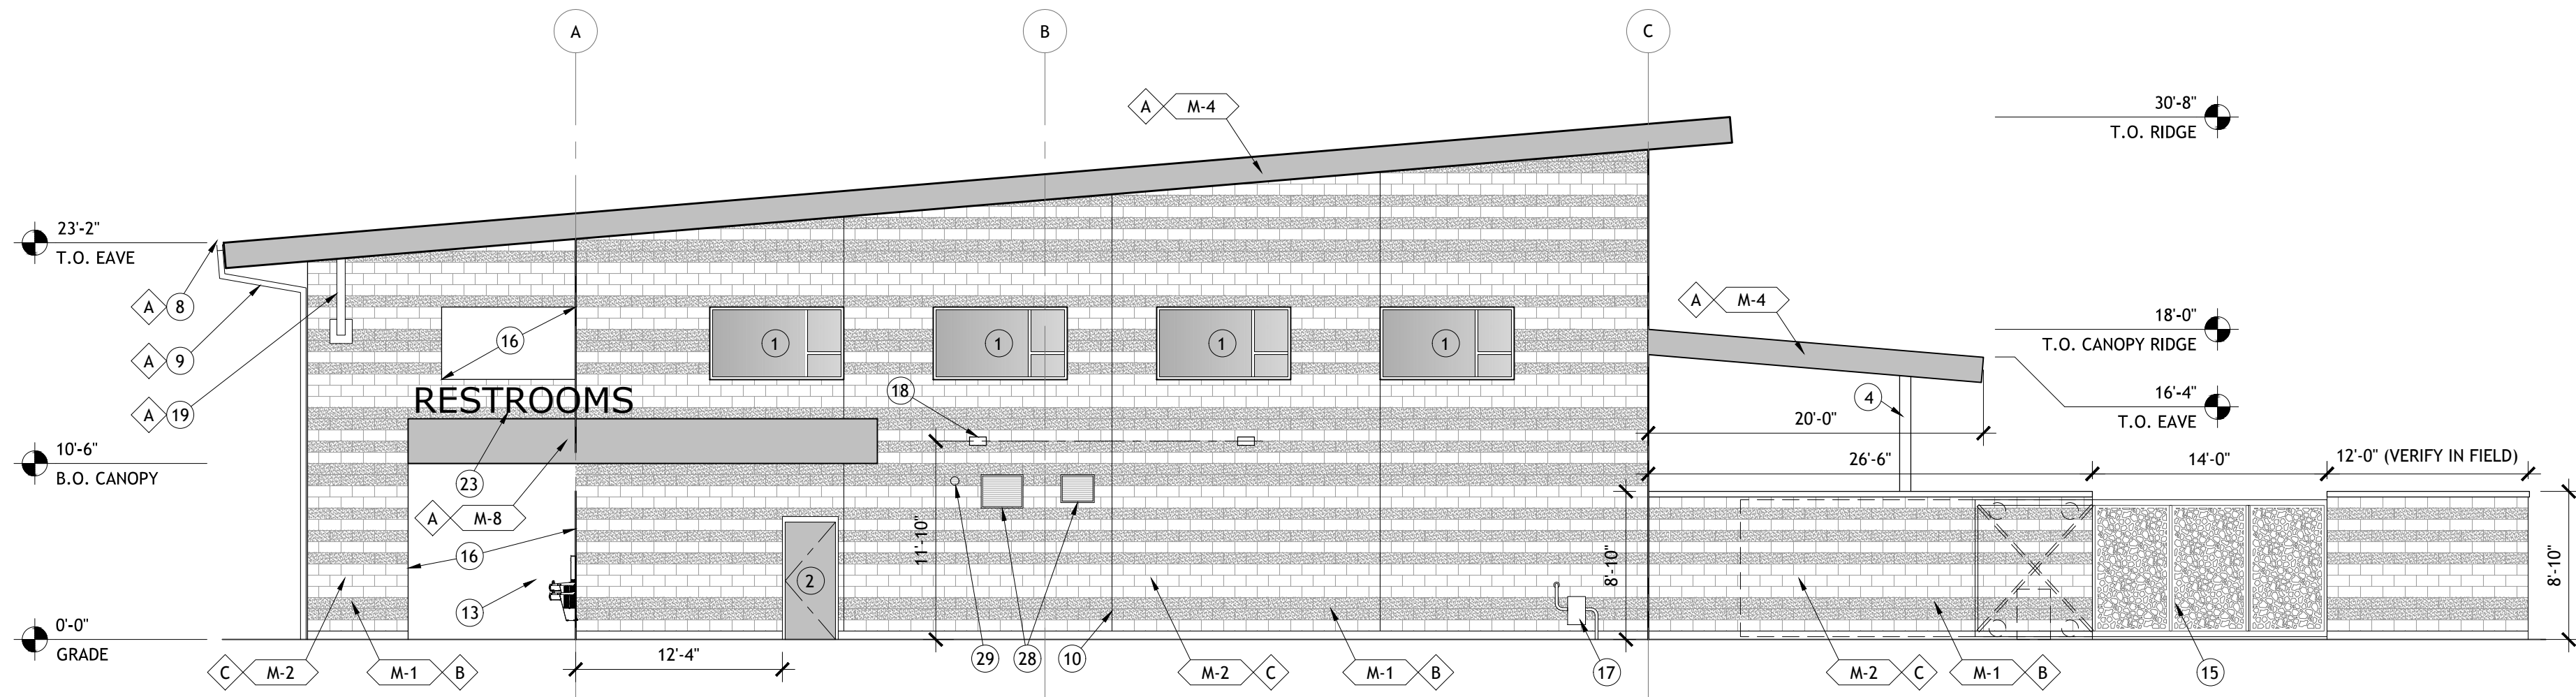 A
B
C
A M-4
30'-8"
T.O. RIDGE
23'-2"
T.O. EAVE
A 8
A 9
A 19
16
1
1
1
1
A M-4
18'-0"
T.O. CANOPY RIDGE
16'-4"
T.O. EAVE
4
20'-0"
RESTROOMS
18
10'-6"
B.O. CANOPY
23
A M-8
26'-6"
14'-0"
12'-0" (VERIFY IN FIELD)
11'-10"
8'-10"
8'-10"
16
13
2
0'-0"
GRADE
C M-2
M-1 B
12'-4"
29
28
10
M-2 C
M-1 B
17
M-2 C
M-1 B
15